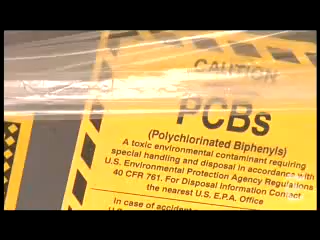 CAUTION
PCBs
(Polychlorinated Biphenyls)
A toxic environmental contaminant requiring
special handling and disposal in accordance with
U.S. Environmental Protection Agency Regulations
40 CFR 761. For Disposal Information Contact
the nearest U.S. E.P.A. Office
In case of accident